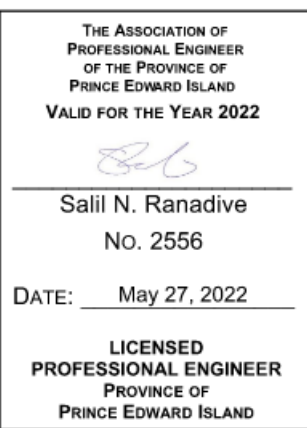 THE ASSOCIATION OF
PROFESSIONAL ENGINEER
OF THE PROVINCE OF
PRINCE EDWARD ISLAND
VALID FOR THE YEAR 2022
Salil N. Ranadive
No. 2556
DATE: May 27, 2022
LICENSED
PROFESSIONAL ENGINEER
PROVINCE OF
PRINCE EDWARD ISLAND